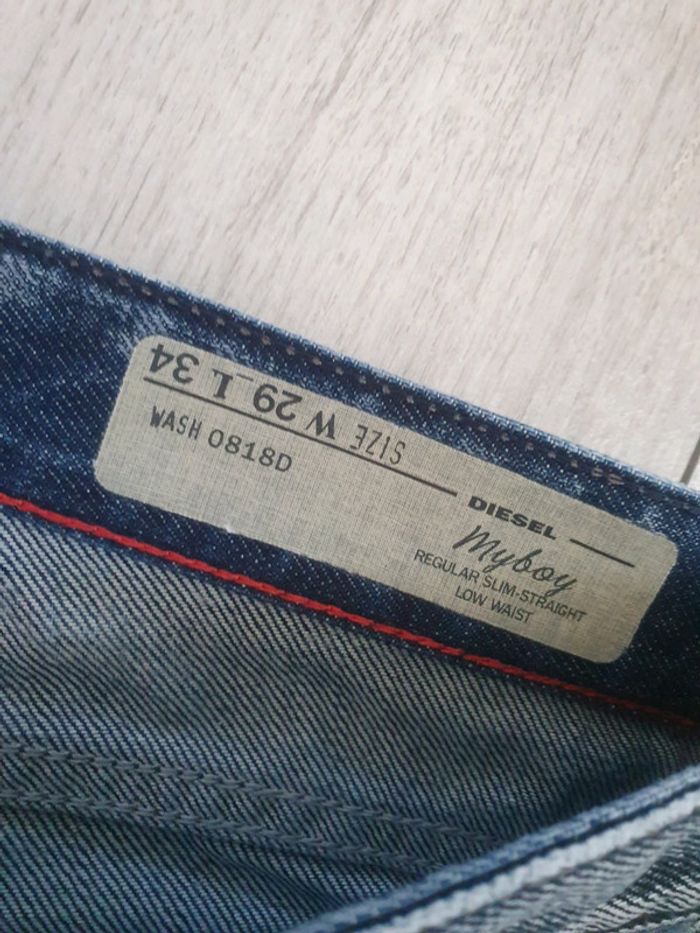 SIZE W 29 L 34
WASH 0818D
DIESEL
Myboy
REGULAR SLIM-STRAIGHT
LOW WAIST